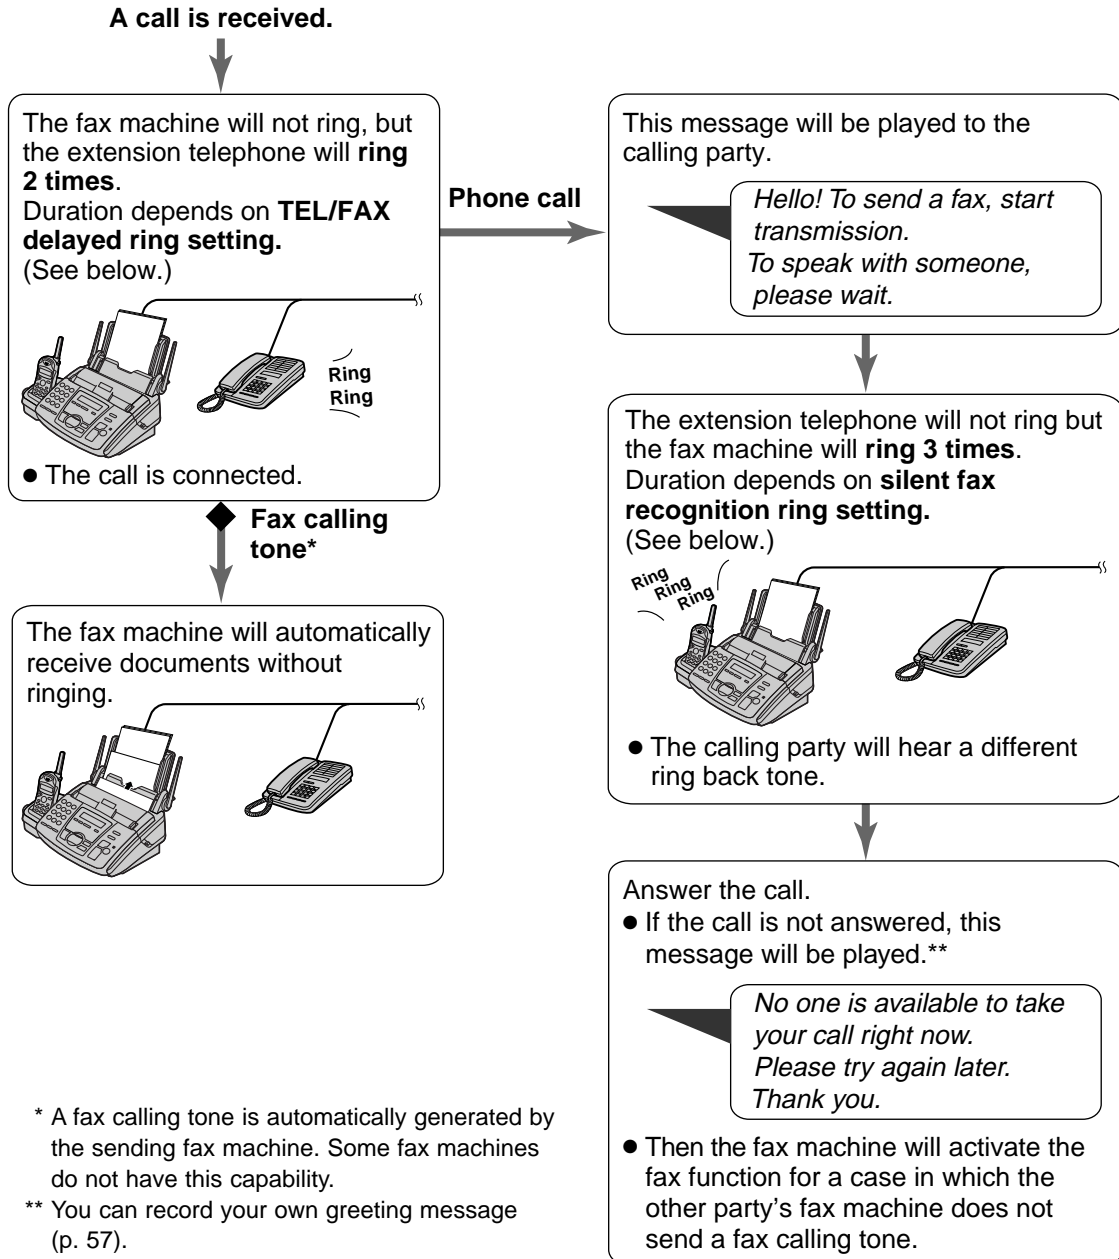 A call is received.
The fax machine will not ring, but
the extension telephone will ring
2 times.
Duration depends on TEL/FAX
delayed ring setting.
(See below.)
Ring
Ring
● The call is connected.
Phone call
Fax calling
tone*
The fax machine will automatically
receive documents without
ringing.
This message will be played to the
calling party.
Hello! To send a fax, start
transmission.
To speak with someone,
please wait.
The extension telephone will not ring but
the fax machine will ring 3 times.
Duration depends on silent fax
recognition ring setting.
(See below.)
Ring
Ring
Ring
● The calling party will hear a different
ring back tone.
Answer the call.
● If the call is not answered, this
message will be played.**
No one is available to take
your call right now.
Please try again later.
Thank you.
● Then the fax machine will activate the
fax function for a case in which the
other party's fax machine does not
send a fax calling tone.
* A fax calling tone is automatically generated by
the sending fax machine. Some fax machines
do not have this capability.
** You can record your own greeting message
(p. 57).